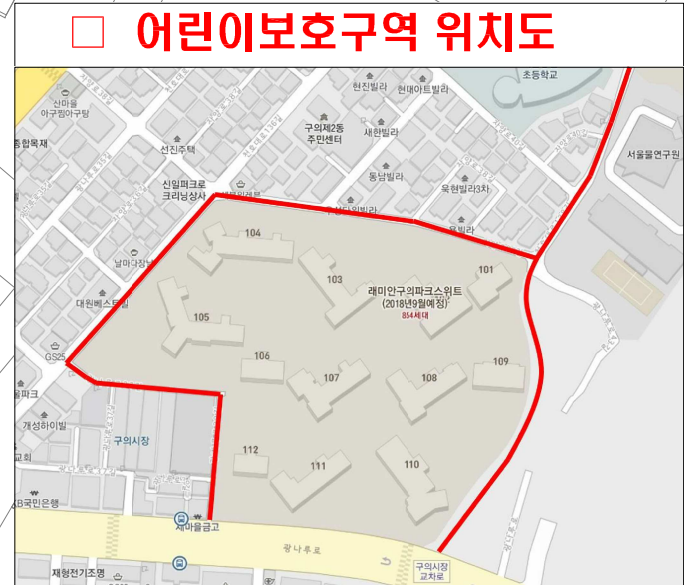 □ 어린이보호구역 위치도
초등학교
산마을
아구찜아구탕
현진빌라
현대아트빌라
종합목재
선진주택
구의제2동
주민센터
새한빌라
서울물연구원
동남빌라
욱현빌라3차
신일퍼크로
크리닝상사
104
103
101
래미안구의파크스위트
(2018년9월예정)
854세대
대원베스트빌
105
GS25
106
107
108
109
개성하이빌
구의시장
교회
112
111
110
KB국민은행
새마을금고
광나루로
구의시장
교차로
재형전기조명